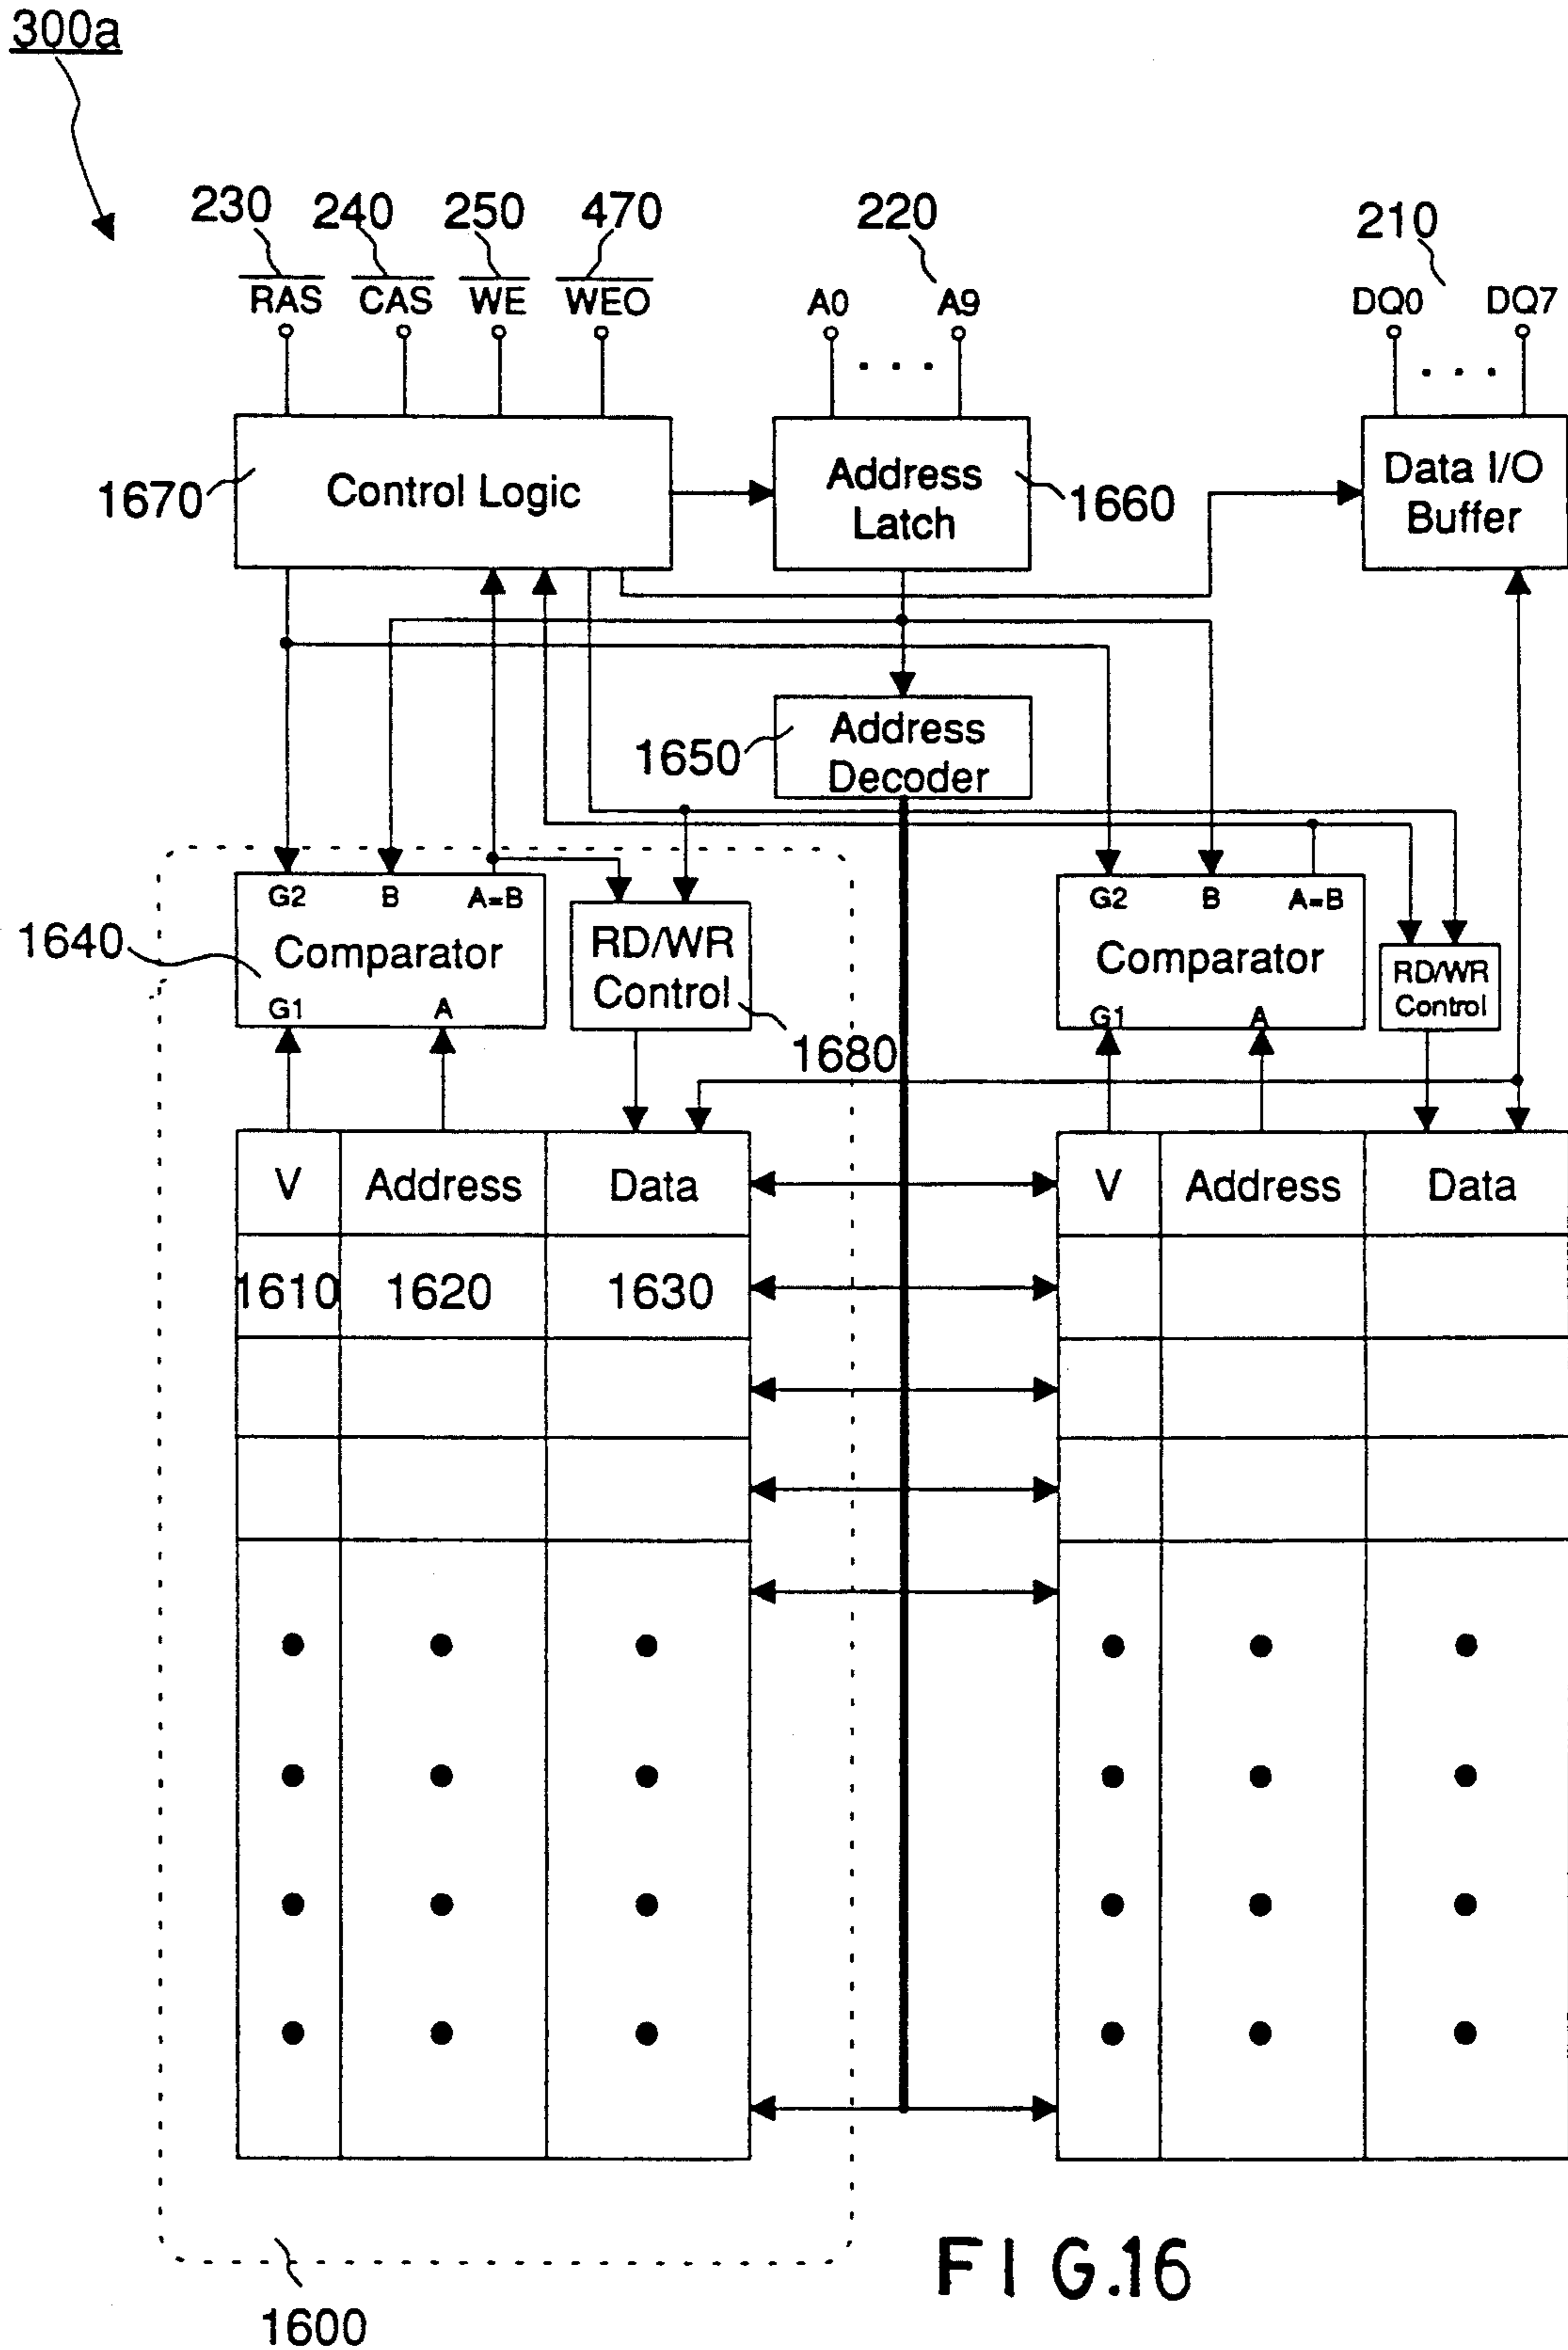 300a
230 240 250 470 220 210
RAS CAS WE WEO A0 A9 DQ0 DQ7
. . . . . .
1670 Control Logic
Address
Latch
1660
Data I/O
Buffer
1650 Address
Decoder
1640
G2 B A=B
Comparator
G1 A
RD/WR
Control
1680
G2 B A=B
Comparator
G1 A
RD/WR
Control
V Address Data
1610 1620 1630
V Address Data
1600
FIG.16